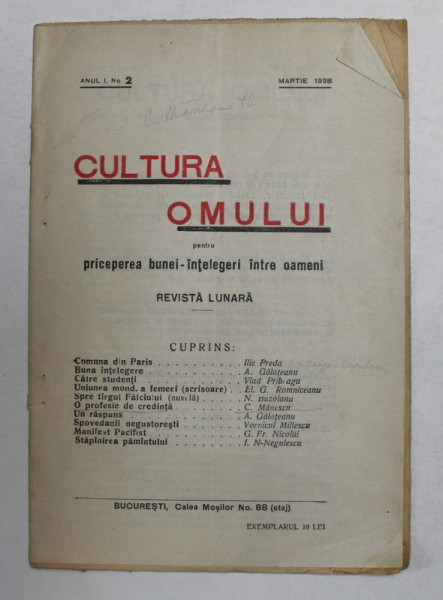 ANUL I, No 2 MARTIE 1928
CULTURA
OMULUI
pentru
priceperea bunei-înțelegeri între oameni
REVISTĂ LUNARĂ
CUPRINS:
Comuna din Paris . . . . . . . . . . Ilie Preda
Buna ințelegere . . . . . . . . . . A. Gălățeanu
Către studenți . . . . . . . . . . Vlad Pribeagu
Uniunea mond. a femeei (scrisoare) . El. G. Romniceanu
Spre tîrgul Fălciului (nuvelă) . . . . N. Buzoianu
O profesie de credință . . . . . . . C. Mănescu
Un răspuns . . . . . . . . . . A. Gălățeanu
Spovedanii negustorești . . . . . . Vornicul Millescu
Manifest Pacifist . . . . . . . . . . G. Fr. Nicolai
Stăpînirea pămîntului . . . . . . . I. N-Negulescu
BUCUREȘTI, Calea Moșilor No. 88 (etaj)
EXEMPLARUL 10 LEI